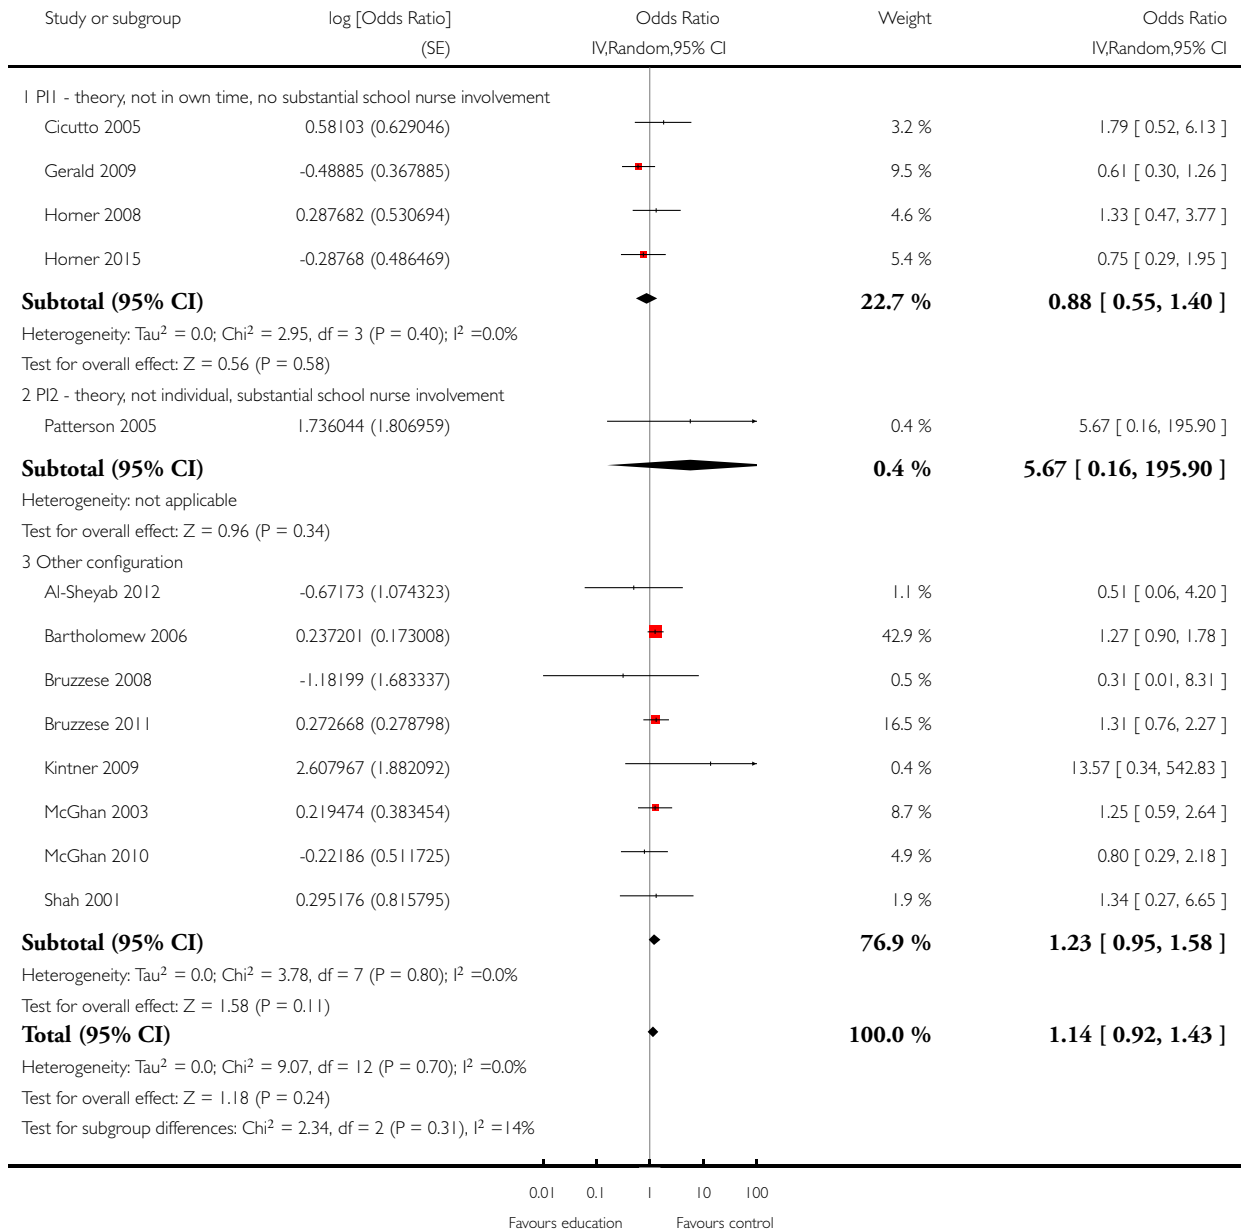 Study or subgroup log [Odds Ratio] Odds Ratio Weight Odds Ratio
(SE) IV,Random,95% CI IV,Random,95% CI
1 PI1 - theory, not in own time, no substantial school nurse involvement
Cicutto 2005 0.58103 (0.629046) 3.2 % 1.79 [ 0.52, 6.13 ]
Gerald 2009 -0.48885 (0.367885) 9.5 % 0.61 [ 0.30, 1.26 ]
Horner 2008 0.287682 (0.530694) 4.6 % 1.33 [ 0.47, 3.77 ]
Horner 2015 -0.28768 (0.486469) 5.4 % 0.75 [ 0.29, 1.95 ]
Subtotal (95% CI) 22.7 % 0.88 [ 0.55, 1.40 ]
Heterogeneity: Tau² = 0.0; Chi² = 2.95, df = 3 (P = 0.40); I² =0.0%
Test for overall effect: Z = 0.56 (P = 0.58)
2 PI2 - theory, not individual, substantial school nurse involvement
Patterson 2005 1.736044 (1.806959) 0.4 % 5.67 [ 0.16, 195.90 ]
Subtotal (95% CI) 0.4 % 5.67 [ 0.16, 195.90 ]
Heterogeneity: not applicable
Test for overall effect: Z = 0.96 (P = 0.34)
3 Other configuration
Al-Sheyab 2012 -0.67173 (1.074323) 1.1 % 0.51 [ 0.06, 4.20 ]
Bartholomew 2006 0.237201 (0.173008) 42.9 % 1.27 [ 0.90, 1.78 ]
Bruzzese 2008 -1.18199 (1.683337) 0.5 % 0.31 [ 0.01, 8.31 ]
Bruzzese 2011 0.272668 (0.278798) 16.5 % 1.31 [ 0.76, 2.27 ]
Kintner 2009 2.607967 (1.882092) 0.4 % 13.57 [ 0.34, 542.83 ]
McGhan 2003 0.219474 (0.383454) 8.7 % 1.25 [ 0.59, 2.64 ]
McGhan 2010 -0.22186 (0.511725) 4.9 % 0.80 [ 0.29, 2.18 ]
Shah 2001 0.295176 (0.815795) 1.9 % 1.34 [ 0.27, 6.65 ]
Subtotal (95% CI) 76.9 % 1.23 [ 0.95, 1.58 ]
Heterogeneity: Tau² = 0.0; Chi² = 3.78, df = 7 (P = 0.80); I² =0.0%
Test for overall effect: Z = 1.58 (P = 0.11)
Total (95% CI) 100.0 % 1.14 [ 0.92, 1.43 ]
Heterogeneity: Tau² = 0.0; Chi² = 9.07, df = 12 (P = 0.70); I² =0.0%
Test for overall effect: Z = 1.18 (P = 0.24)
Test for subgroup differences: Chi² = 2.34, df = 2 (P = 0.31), I² =14%
0.01 0.1 1 10 100
Favours education Favours control